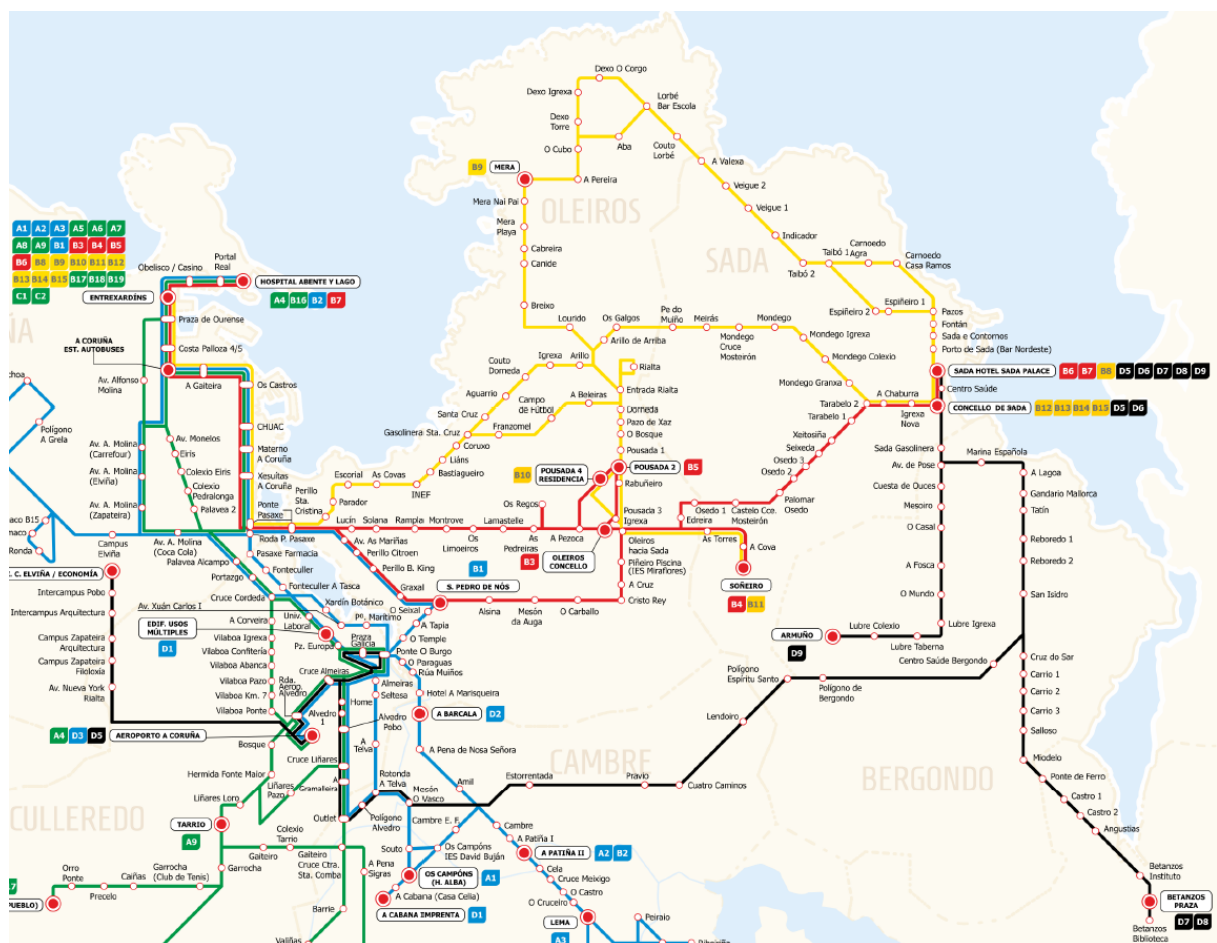 Dexo O Corgo
Dexo Igrexa
Lorbé
Bar Escola
Dexo
Torre
O Cubo
Aba
Couto
Lorbé
B9
MERA
A Pereira
A Valexa
Veigue 2
Veigue 1
Indicador
Mera Nai Pai
Mera
Playa
Cabreira
Canide
Breixo
OLEIROS
SADA
Taibó 1
Taibó 2
Carnoedo
Agra
Carnoedo
Casa Ramos
Espiñeiro 1
Espiñeiro 2
Pazos
Fontán
Sada e Contornos
Porto de Sada (Bar Nordeste)
A1 A2 A3 A5 A6 A7
A8 A9 B1 B3 B4 B5
B6 B8 B9 B10 B11 B12
B13 B14 B15 B17 B18 B19
C1 C2
Obelisco / Casino
Portal
Real
HOSPITAL ABENTE Y LAGO
A4 B16 B2 B7
ENTREXARDÍNS
Praza de Ourense
A CORUÑA
EST. AUTOBUSES
Costa Palloza 4/5
A Gaiteira
Os Castros
Av. Alfonso
Molina
CHUAC
Materno
A Coruña
Xesuítas
A Coruña
Av. Monelos
Eirís
Colexio Eiris
Colexio
Pedralonga
Palavea 2
Av. A. Molina
(Carrefour)
Av. A. Molina
(Elviña)
Av. A. Molina
(Zapateira)
Polígono
A Grela
Ronda
Campus
Elviña
Av. A. Molina
(Coca Cola)
Palavea Alcampo
Portazgo
Cruce Cordeda
Lourido
Os Galgos
Arillo de Arriba
Pe do
Muíño
Meirás
Mondego
Cruce
Mosteirón
Mondego
Mondego Igrexa
Mondego Colexio
Mondego Granxa
Couto
Dorneda
Igrexa
Arillo
Aguarrio
Santa Cruz
Gasolinera Sta. Cruz
Coruxo
Liáns
Bastiagueiro
INEF
As Covas
Escorial
Parador
Perillo
Sta.
Cristina
Campo
de Fútbol
Franzomel
A Beleiras
Rialta
Entrada Rialta
Dorneda
Pazo de Xaz
O Bosque
Pousada 1
POUSADA 2
B5
B10
POUSADA 4
RESIDENCIA
Rabuñeiro
Pousada 3
Igrexa
SADA HOTEL SADA PALACE
B6 B7 B8 D5 D6 D7 D8 D9
Centro Saúde
CONCELLO DE SADA
B12 B13 B14 B15 D5 D6
A Chaburra
Igrexa
Nova
Tarabelo 2
Tarabelo 1
Xeitosiña
Seixeda
Osedo 3
Osedo 2
Palomar
Osedo
Castelo Cce.
Mosteirón
Osedo 1
Edreira
As Torres
A Cova
SOÑEIRO
B4 B11
Ponte
Pasaxe
Roda P. Pasaxe
Pasaxe Farmacia
Fonteculler
Fonteculler A Tasca
Xardín Botánico
Lucín
Solana
Rampla
Montrove
Os
Limoeiros
Lamastelle
Os Regos
As
Pedreiras
A Pezoca
B3
B1
OLEIROS
CONCELLO
Oleiros
hacia Sada
Piñeiro Piscina
(IES Miraflores)
A Cruz
Cristo Rey
O Carballo
Mesón
da Auga
Alsina
S. PEDRO DE NÓS
Av. As Mariñas
Perillo Citroen
Perillo B. King
Graxal
O Seixal
A Tapia
O Temple
Ponte O Burgo
O Paraguas
Rúa Muiños
Hotel A Marisqueira
A BARCALA
D2
A Pena de Nosa Señora
Amil
Cambre
A Patiña I
A PATIÑA II
A2 B2
Cela
Cruce Meixigo
O Castro
O Cruceiro
LEMA
A3
Peiraio
C. C. ELVIÑA / ECONOMÍA
Intercampus Pobo
Intercampus Arquitectura
Campus Zapateira
Arquitectura
Campus Zapateira
Filoloxía
Av. Nueva York
Rialta
A4 D3 D5
AEROPORTO A CORUÑA
Av. Xuán Carlos I
EDIF. USOS
MÚLTIPLES
D1
Univ.
Laboral
Pº.
Marítimo
Praza
Galicia
Pz. Europa
Cruce Almeiras
Rda.
Aerop.
Alvedro
Alvedro
1
A Corveira
Vilaboa Igrexa
Vilaboa Confitería
Vilaboa Abanca
Vilaboa Pazo
Vilaboa Km. 7
Vilaboa Ponte
Bosque
Hermida Fonte Maior
Liñares Loro
Liñares
Pazo
Cruce Liñares
A
Gramalleira
Outlet
Home
Alvedro
Pobo
Almeiras
Seltesa
A
Telva
Rotonda
A Telva
Mesón
O Vasco
Polígono
Alvedro
Cambre E. F.
Souto
Os Campóns
IES David Buján
OS CAMPÓNS
(H. ALBA)
A1
A Cabana (Casa Celia)
A CABANA IMPRENTA
D1
A Pena
Sigras
Colexio
Tarrio
Gaiteiro
Gaiteiro
Cruce Ctra.
Sta. Comba
Barrie
Valiñas
TARRIO
A9
Garrocha
Garrocha
(Club de Tenis)
Caiñas
Precelo
Orro
Ponte
CULLEREDO
CAMBRE
BERGONDO
Estorrentada
Pravio
Cuatro Caminos
Lendoiro
Polígono
Espíritu Santo
Polígono de
Bergondo
Centro Saúde Bergondo
Sada Gasolinera
Av. de Pose
Cuesta de Ouces
Mesoiro
O Casal
A Fosca
O Mundo
Lubre Igrexa
Lubre Taberna
Lubre Colexio
ARMUÑO
D9
Marina Española
A Lagoa
Gandario Mallorca
Tatín
Reboredo 1
Reboredo 2
San Isidro
Cruz do Sar
Carrio 1
Carrio 2
Carrio 3
Salloso
Miodelo
Ponte de Ferro
Castro 1
Castro 2
Angustias
Betanzos
Instituto
BETANZOS
PRAZA
D7 D8
Betanzos
Biblioteca